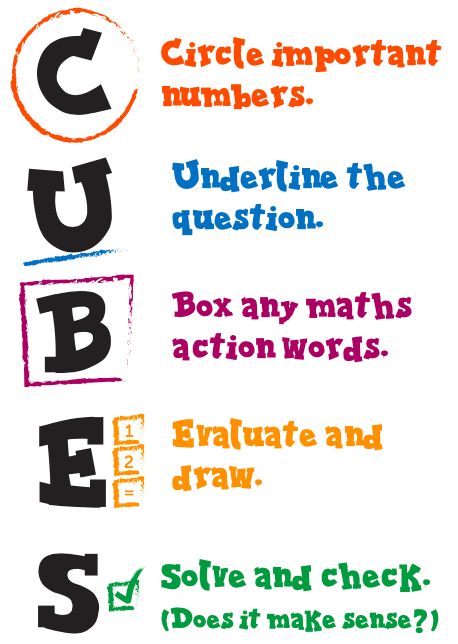 C
Circle important
numbers.
U
Underline the
question.
B
Box any maths
action words.
E
1
2
=
Evaluate and
draw.
S
Solve and check.
(Does it make sense?)